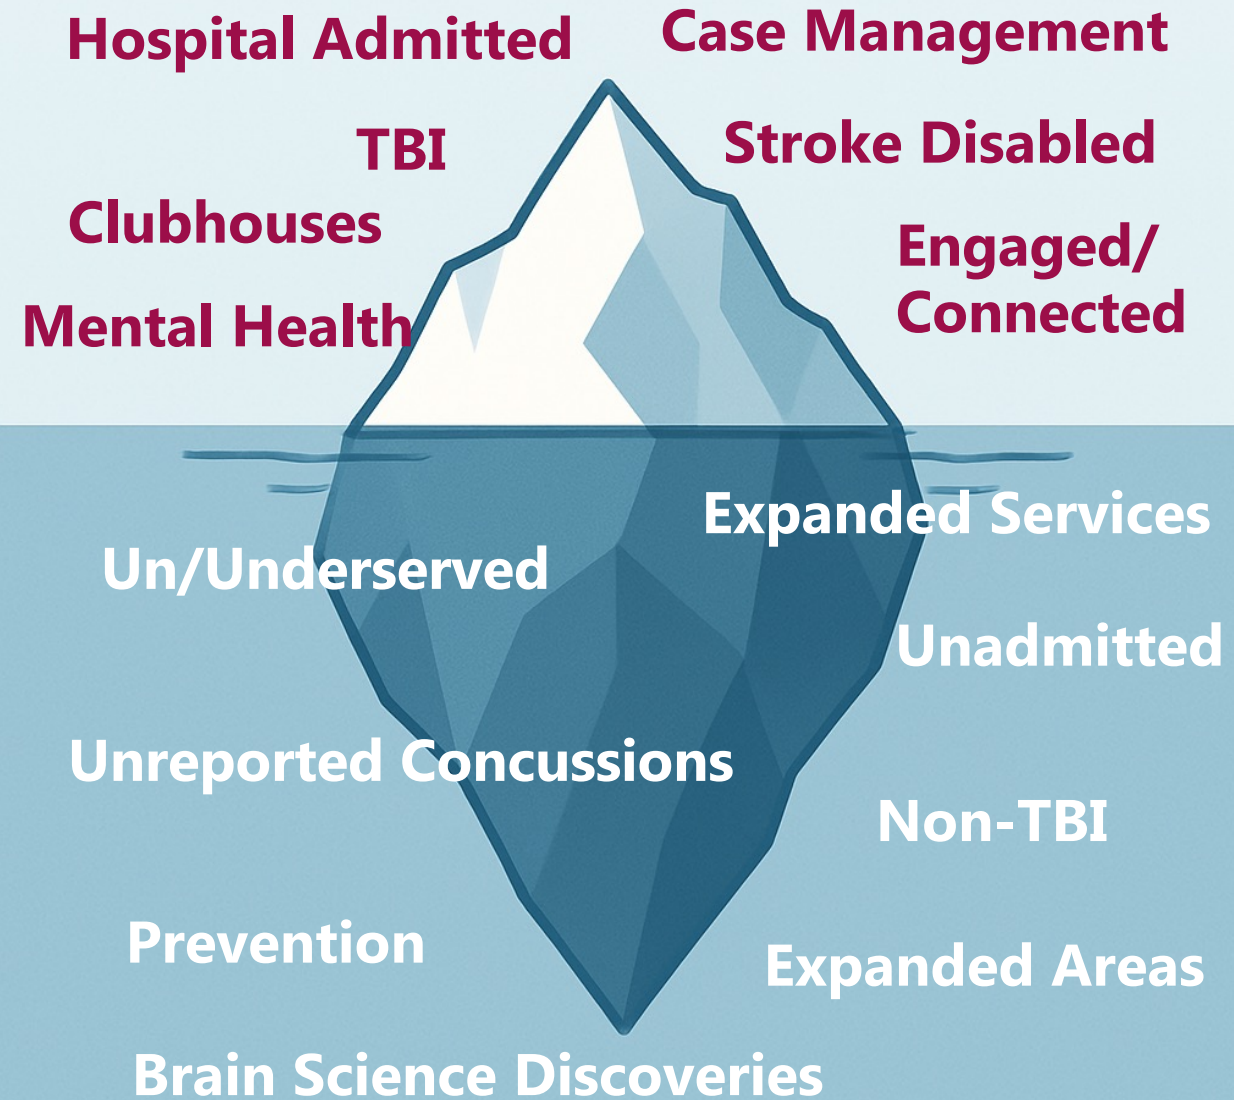 Hospital Admitted
Case Management
TBI
Stroke Disabled
Clubhouses
Engaged/
Connected
Mental Health
Expanded Services
Un/Underserved
Unadmitted
Unreported Concussions
Non-TBI
Prevention
Expanded Areas
Brain Science Discoveries